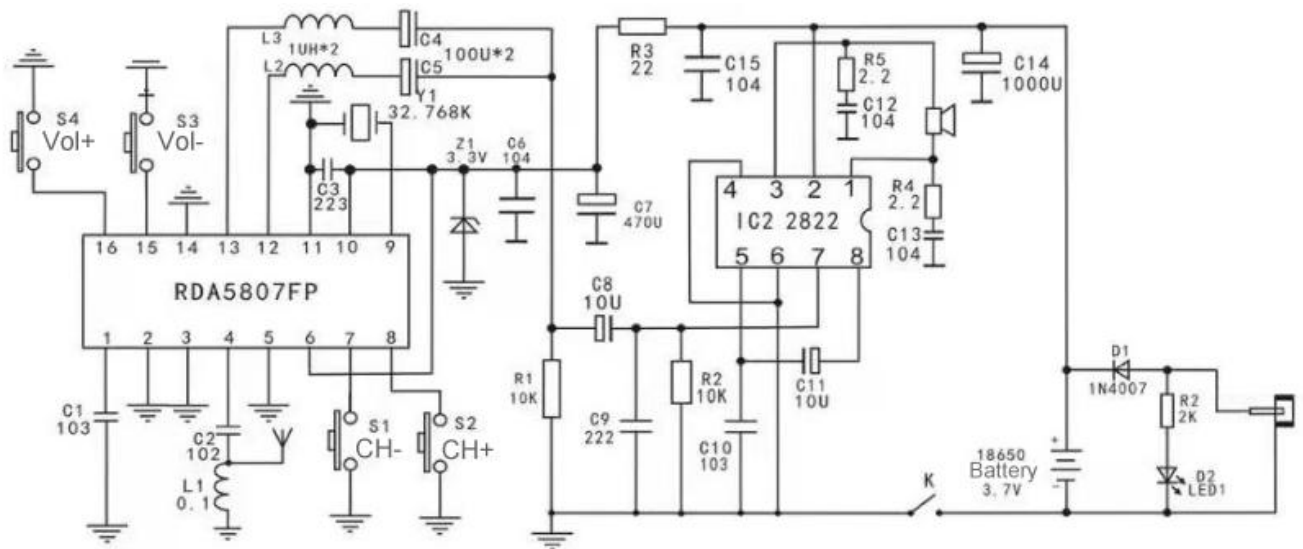 L3
1UH*2
C4
100U*2
L2
C5
Y1
32.768K
R3
22
C15
104
R5
2.2
C12
104
C14
1000U
S4
Vol+
S3
Vol-
C3
223
Z1
3.3V
C6
104
C7
470U
4 3 2 1
IC2 2822
5 6 7 8
R4
2.2
C13
104
16 15 14 13 12 11 10 9
RDA5807FP
1 2 3 4 5 6 7 8
C8
10U
C1
103
C2
102
L1
0.1
S1
CH-
S2
CH+
R1
10K
C9
222
R2
10K
C10
103
C11
10U
K
D1
1N4007
R2
2K
D2
LED1
+
18650
Battery
3.7V
-